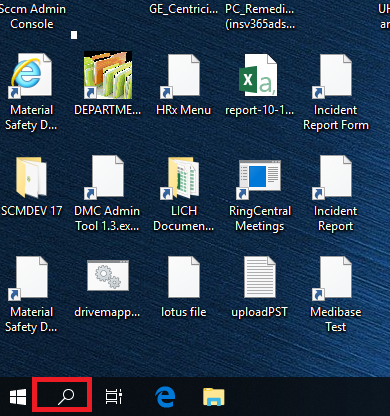 Sccm Admin
Console
GE_Centrici...
PC_Remedi...
(insv365ads...
UH
ar
Material
Safety D...
DEPARTME...
HRx Menu
report-10-1...
Incident
Report Form
SCMDEV 17
DMC Admin
Tool 1.3.ex...
LICH
Documen...
RingCentral
Meetings
Incident
Report
Material
Safety D...
drivemapp...
lotus file
uploadPST
Medibase
Test